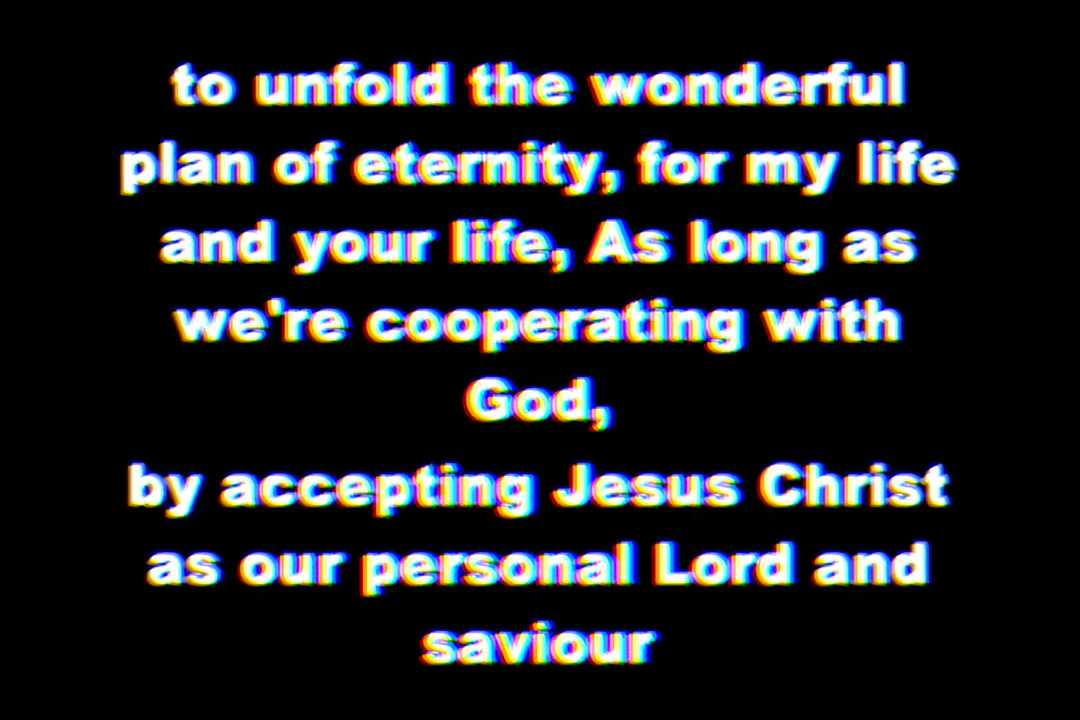 to unfold the wonderful
plan of eternity, for my life
and your life, As long as
we're cooperating with
God,
by accepting Jesus Christ
as our personal Lord and
saviour